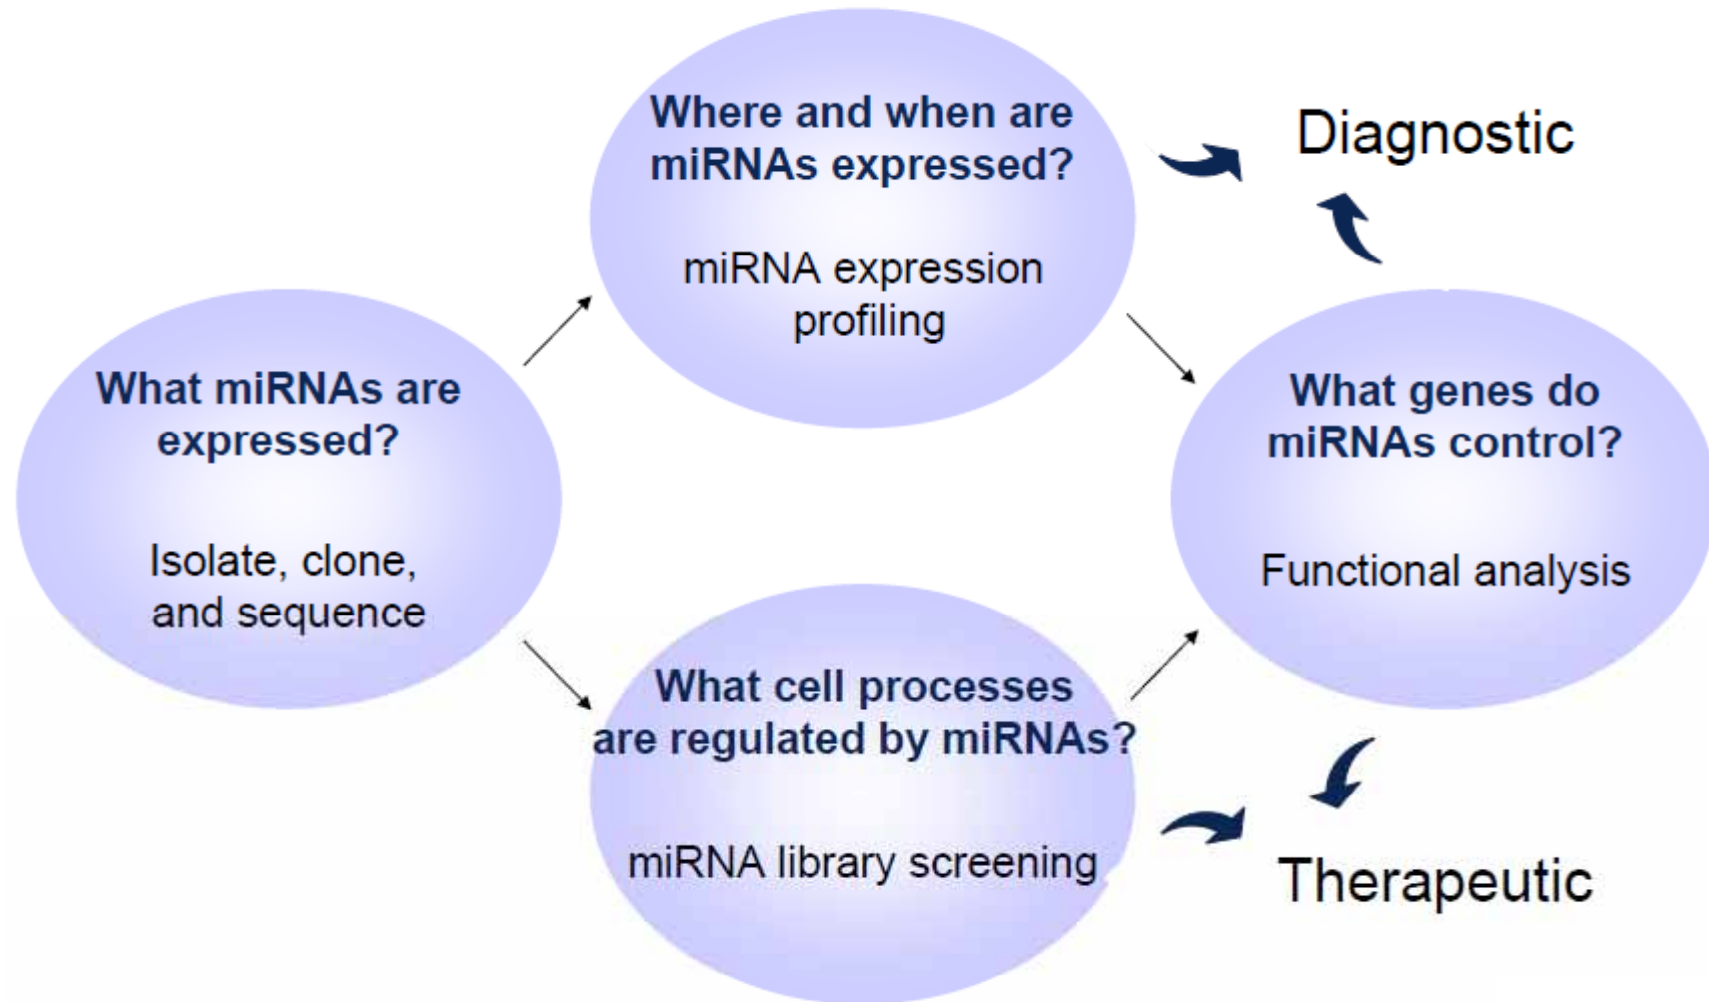 Where and when are
miRNAs expressed?
miRNA expression
profiling
Diagnostic
What miRNAs are
expressed?
Isolate, clone,
and sequence
What genes do
miRNAs control?
Functional analysis
What cell processes
are regulated by miRNAs?
miRNA library screening
Therapeutic